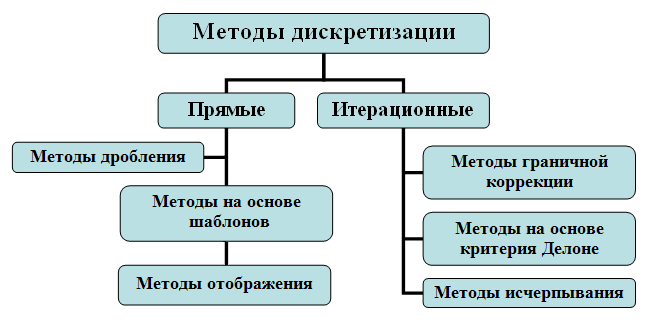 Методы дискретизации
Прямые
Итерационные
Методы дробления
Методы на основе
шаблонов
Методы отображения
Методы граничной
коррекции
Методы на основе
критерия Делоне
Методы исчерпывания